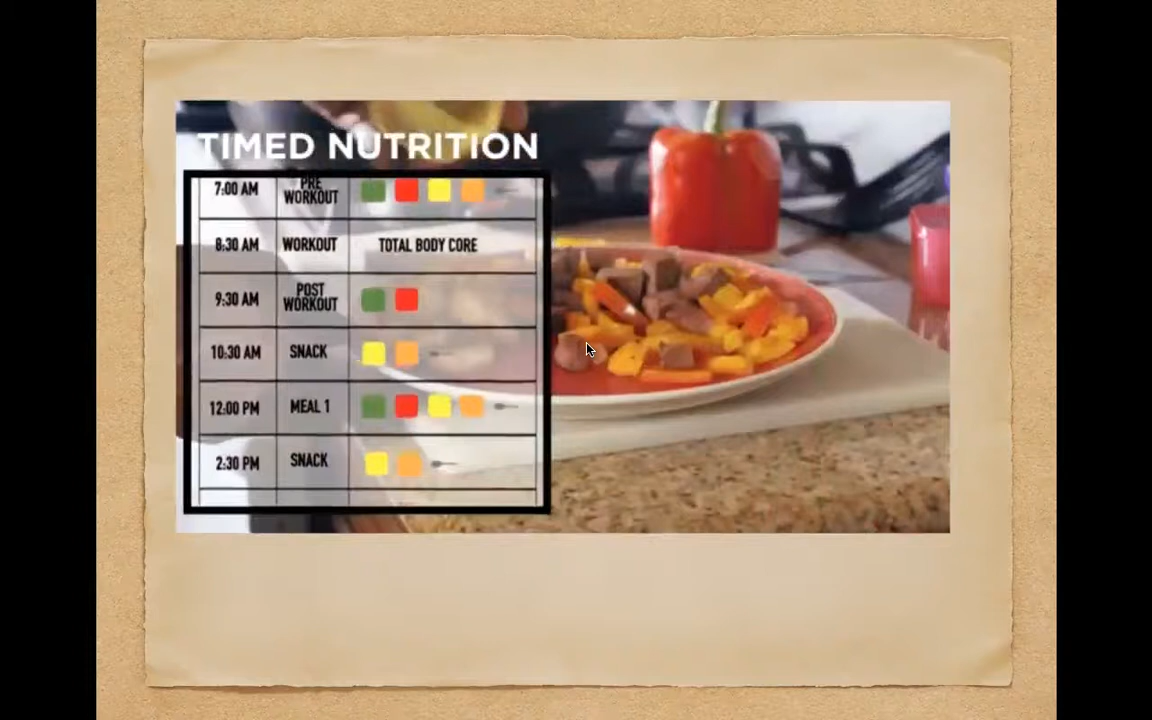 TIMED NUTRITION
7:00 AM PRE WORKOUT
8:30 AM WORKOUT TOTAL BODY CORE
9:30 AM POST WORKOUT
10:30 AM SNACK
12:00 PM MEAL 1
2:30 PM SNACK